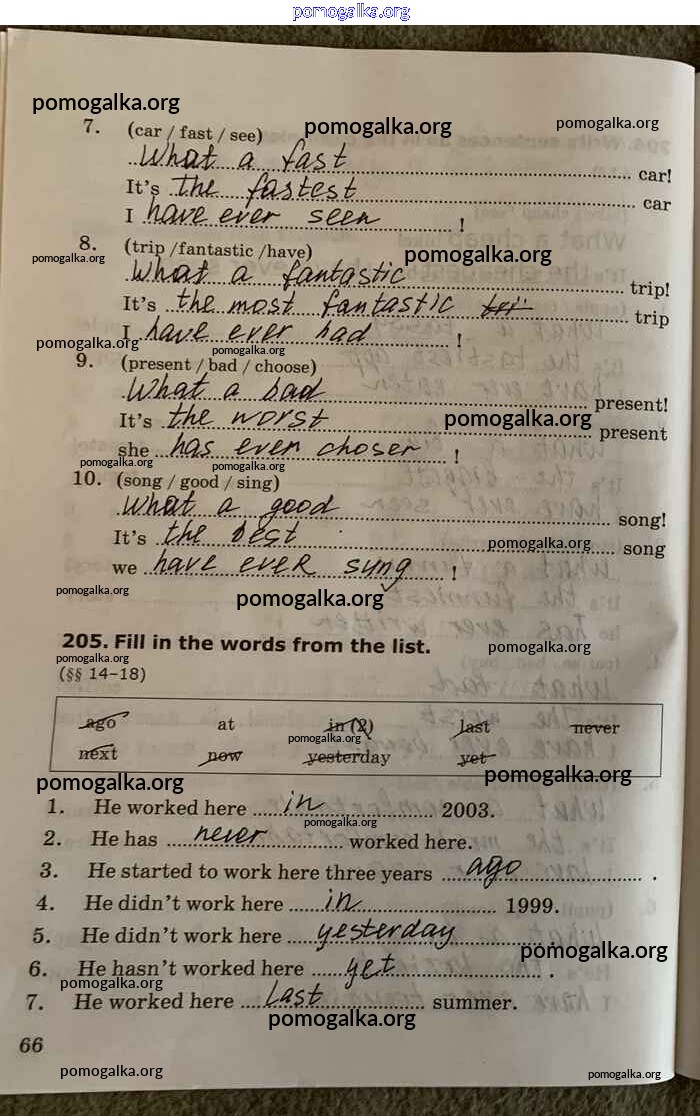 pomogalka.org
pomogalka.org
7. (car / fast / see) pomogalka.org pomogalka.org
What a fast car!
It's the fastest car
I have ever seen !
8. (trip /fantastic /have) pomogalka.org
pomogalka.org
What a fantastic trip!
It's the most fantastic tri trip
I have ever had !
pomogalka.org pomogalka.org
9. (present / bad / choose)
What a bad present!
It's the worst pomogalka.org present
she has ever choser !
pomogalka.org pomogalka.org
10. (song / good / sing)
What a good song!
It's the best pomogalka.org song
we have ever sung !
pomogalka.org pomogalka.org
205. Fill in the words from the list.
pomogalka.org pomogalka.org
(§§ 14–18)
ago at in (2) last never
pomogalka.org
next now yesterday yet
pomogalka.org pomogalka.org
1. He worked here in 2003.
pomogalka.org
2. He has never worked here.
3. He started to work here three years ago .
4. He didn't work here in 1999.
5. He didn't work here yesterday
pomogalka.org
6. He hasn't worked here yet .
pomogalka.org
7. He worked here last summer.
pomogalka.org
66
pomogalka.org pomogalka.org